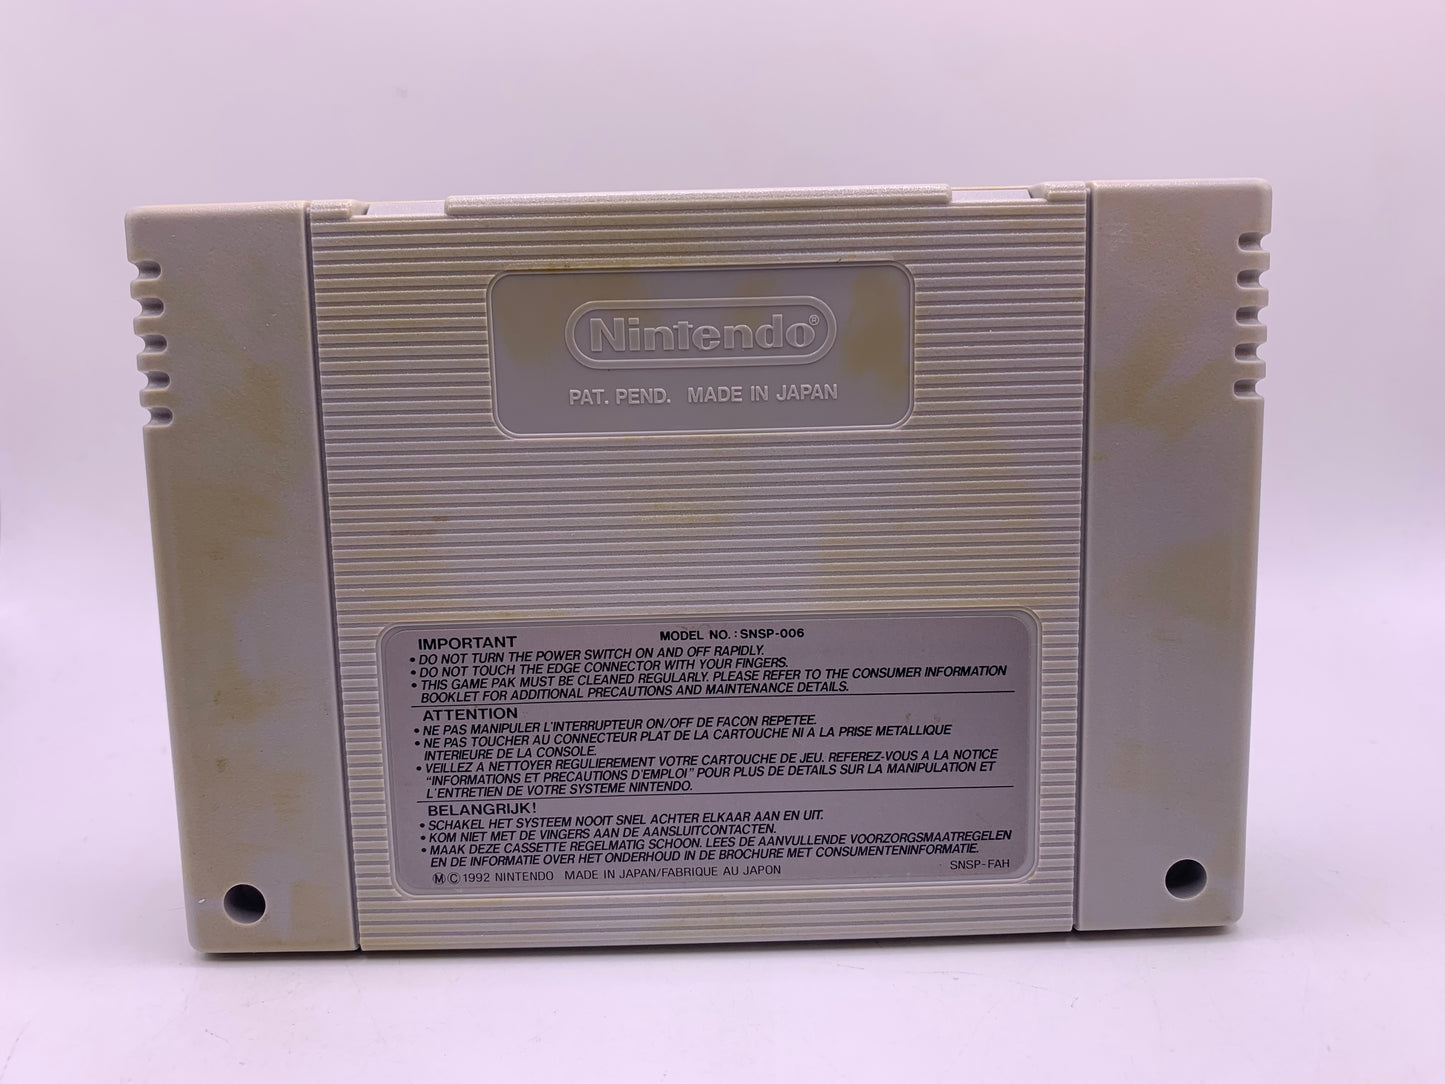 Nintendo®
PAT. PEND. MADE IN JAPAN
IMPORTANT MODEL NO.: SNSP-006
• DO NOT TURN THE POWER SWITCH ON AND OFF RAPIDLY.
• DO NOT TOUCH THE EDGE CONNECTOR WITH YOUR FINGERS.
• THIS GAME PAK MUST BE CLEANED REGULARLY. PLEASE REFER TO THE CONSUMER INFORMATION
BOOKLET FOR ADDITIONAL PRECAUTIONS AND MAINTENANCE DETAILS.
ATTENTION
• NE PAS MANIPULER L'INTERRUPTEUR ON/OFF DE FACON REPETEE.
• NE PAS TOUCHER AU CONNECTEUR PLAT DE LA CARTOUCHE NI A LA PRISE METALLIQUE
INTERIEURE DE LA CONSOLE.
• VEILLEZ A NETTOYER REGULIEREMENT VOTRE CARTOUCHE DE JEU. REFEREZ-VOUS A LA NOTICE
"INFORMATIONS ET PRECAUTIONS D'EMPLOI" POUR PLUS DE DETAILS SUR LA MANIPULATION ET
L'ENTRETIEN DE VOTRE SYSTEME NINTENDO.
BELANGRIJK!
• SCHAKEL HET SYSTEEM NOOIT SNEL ACHTER ELKAAR AAN EN UIT.
• KOM NIET MET DE VINGERS AAN DE AANSLUITCONTACTEN.
• MAAK DEZE CASSETTE REGELMATIG SCHOON. LEES DE AANVULLENDE VOORZORGSMAATREGELEN
EN DE INFORMATIE OVER HET ONDERHOUD IN DE BROCHURE MET CONSUMENTENINFORMATIE.
Ⓜ © 1992 NINTENDO MADE IN JAPAN/FABRIQUE AU JAPON SNSP-FAH